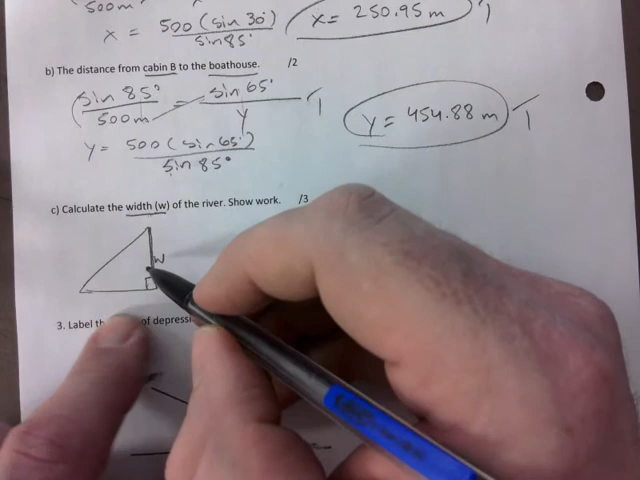 500m
x = 500 (sin 30°) / sin 85°
x = 250.95 m
b) The distance from cabin B to the boathouse. /2
sin 85° / 500m = sin 65° / y
y = 454.88 m
y = 500 (sin 65°) / sin 85°
c) Calculate the width (w) of the river. Show work. /3
W
3. Label th of depressi